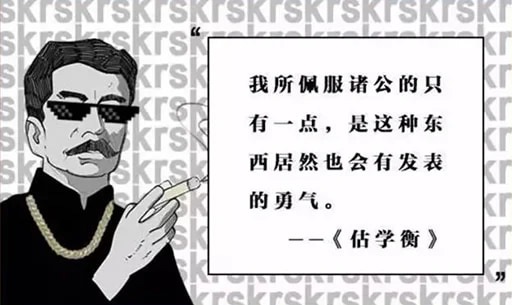 skrskrskrskrskr
“
我所佩服诸公的只
有一点，是这种东
西居然也会有发表
的勇气。
——《估学衡》
”